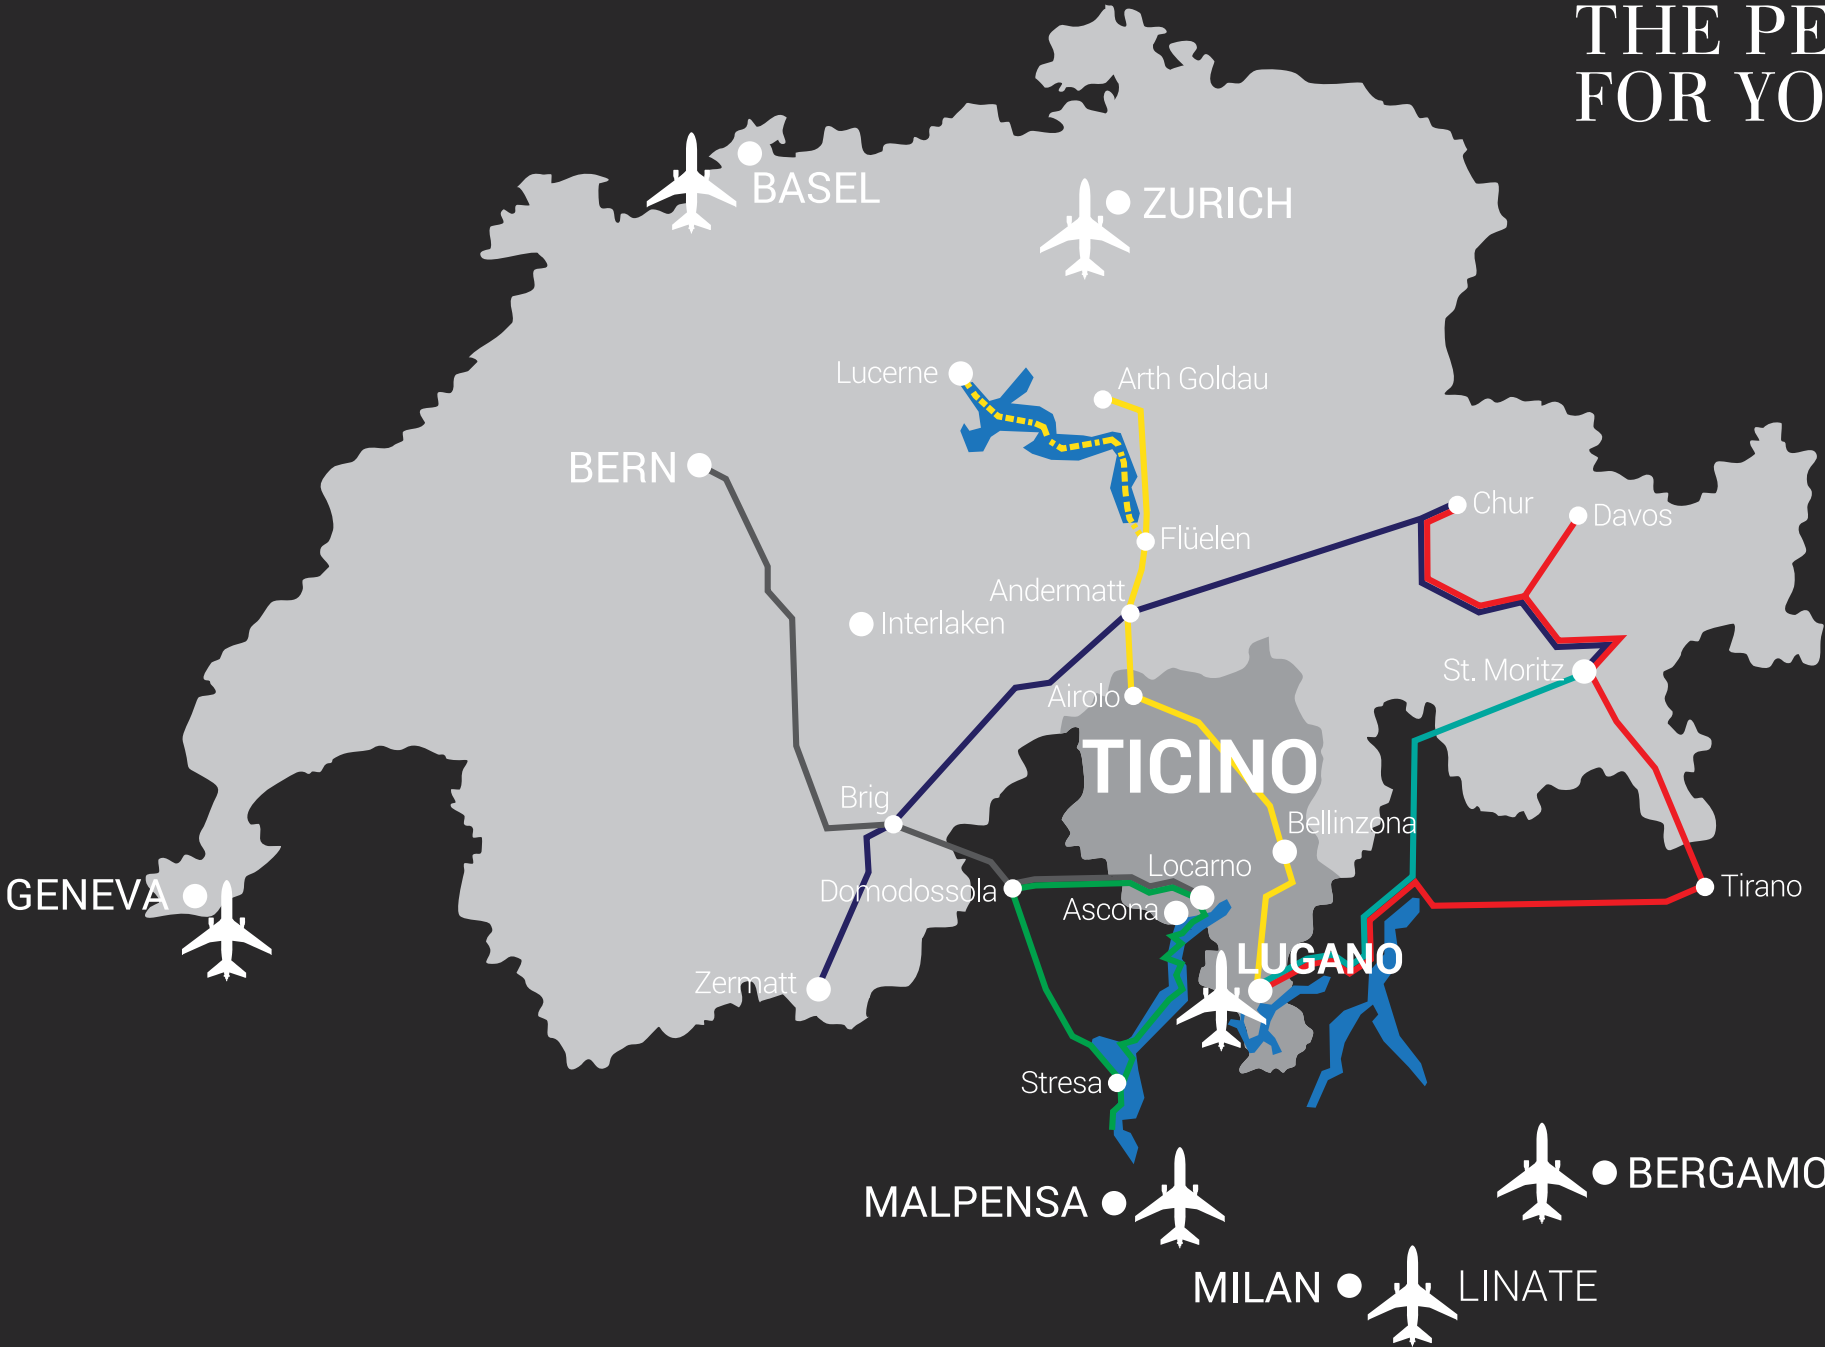 THE PE
FOR YO
BASEL
ZURICH
Lucerne
Arth Goldau
BERN
Chur
Davos
Flüelen
Andermatt
Interlaken
St. Moritz
Airolo
TICINO
Brig
Bellinzona
Locarno
GENEVA
Domodossola
Ascona
Tirano
LUGANO
Zermatt
Stresa
MALPENSA
BERGAMO
MILAN
LINATE